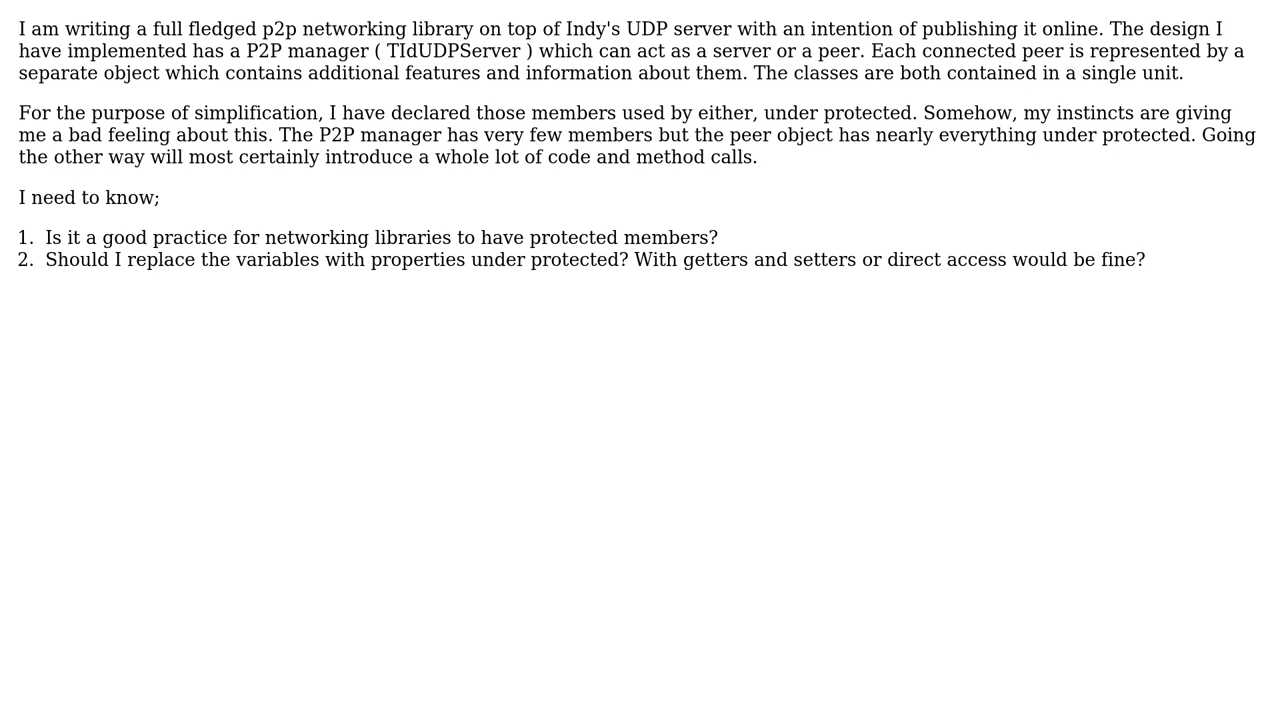 I am writing a full fledged p2p networking library on top of Indy's UDP server with an intention of publishing it online. The design I
have implemented has a P2P manager ( TIdUDPServer ) which can act as a server or a peer. Each connected peer is represented by a
separate object which contains additional features and information about them. The classes are both contained in a single unit.
For the purpose of simplification, I have declared those members used by either, under protected. Somehow, my instincts are giving
me a bad feeling about this. The P2P manager has very few members but the peer object has nearly everything under protected. Going
the other way will most certainly introduce a whole lot of code and method calls.
I need to know;
1. Is it a good practice for networking libraries to have protected members?
2. Should I replace the variables with properties under protected? With getters and setters or direct access would be fine?